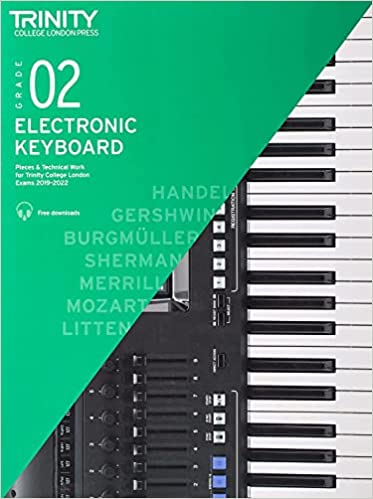 TRINITY
COLLEGE LONDON PRESS
GRADE
02
ELECTRONIC
KEYBOARD
Pieces & Technical Work
for Trinity College London
Exams 2019-2022
Free downloads
HANDEL
GERSHWIN
BURGMÜLLER
SHERMAN
MERRILL
MOZART
LITTEN